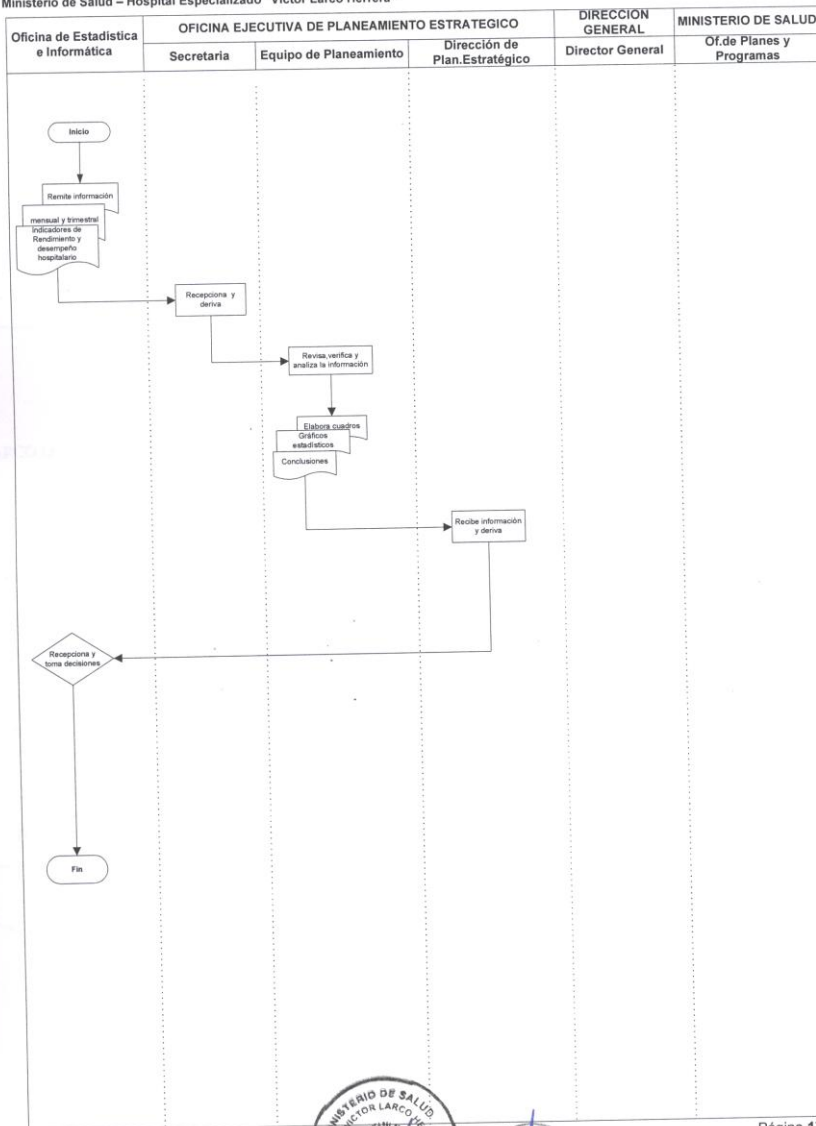 Ministerio de Salud – Hospital Especializado "Víctor Larco Herrera"
Oficina de Estadística
e Informática
OFICINA EJECUTIVA DE PLANEAMIENTO ESTRATEGICO
DIRECCION
GENERAL
MINISTERIO DE SALUD
Secretaria
Equipo de Planeamiento
Dirección de
Plan.Estratégico
Director General
Of.de Planes y
Programas
Inicio
Remite información
mensual y trimestral
Indicadores de
Rendimiento y
desempeño
hospitalario
Recepciona y
deriva
Revisa,verifica y
analiza la información
Elabora cuadros
Gráficos
estadísticos
Conclusiones
Recibe información
y deriva
Recepciona y
toma decisiones
Fin
MINISTERIO DE SALUD
VICTOR LARCO
Página